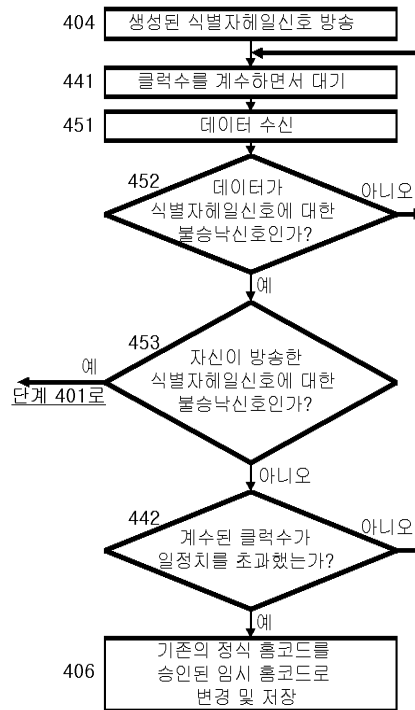 404
생성된 식별자헤일신호 방송
441
클럭수를 계수하면서 대기
451
데이터 수신
452
데이터가
식별자헤일신호에 대한
불승낙신호인가?
아니오
예
453
자신이 방송한
식별자헤일신호에 대한
불승낙신호인가?
예
단계 401로
아니오
442
계수된 클럭수가
일정치를 초과했는가?
아니오
예
406
기존의 정식 홈코드를
승인된 임시 홈코드로
변경 및 저장